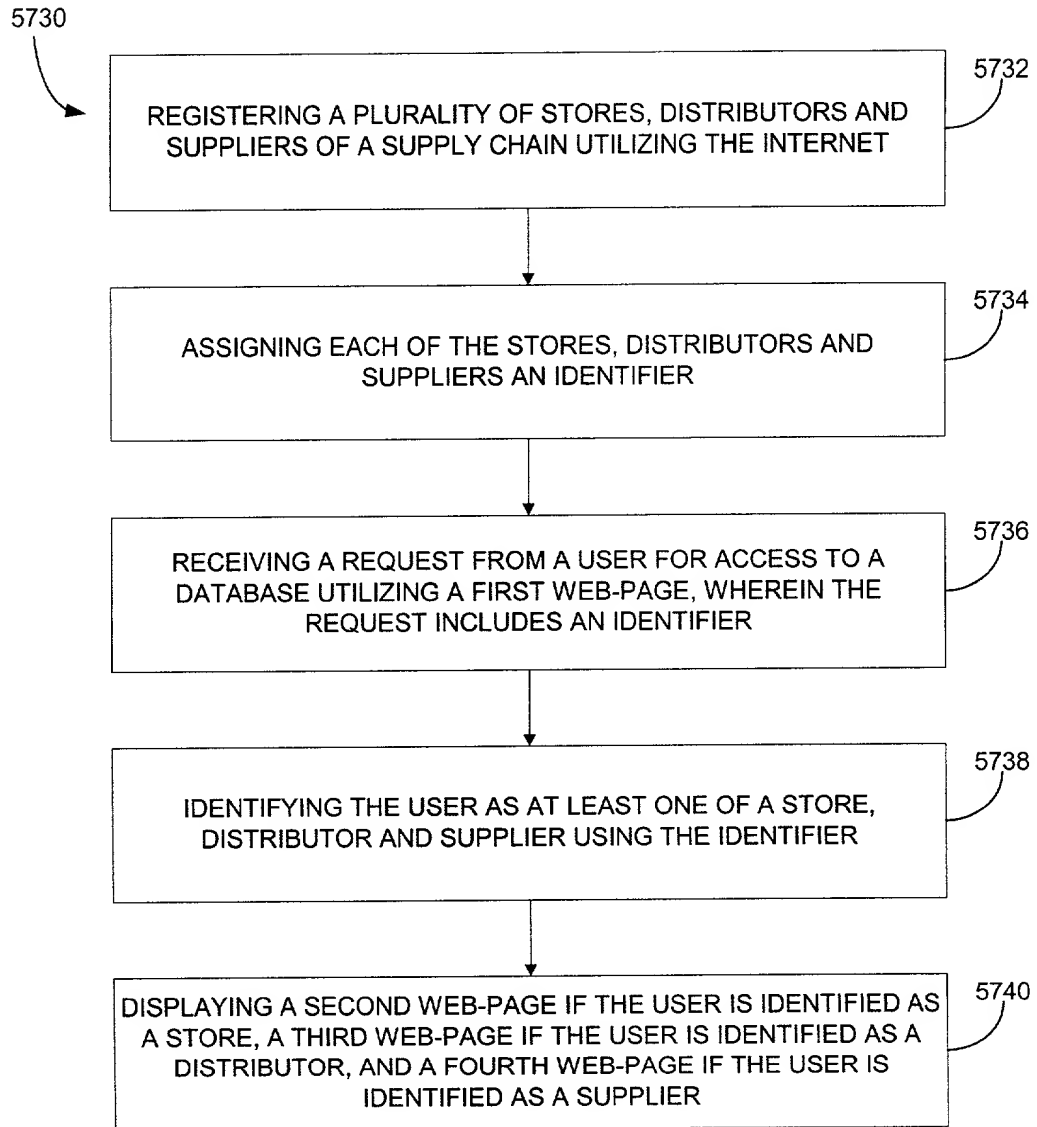 5730
5732
REGISTERING A PLURALITY OF STORES, DISTRIBUTORS AND
SUPPLIERS OF A SUPPLY CHAIN UTILIZING THE INTERNET
5734
ASSIGNING EACH OF THE STORES, DISTRIBUTORS AND
SUPPLIERS AN IDENTIFIER
5736
RECEIVING A REQUEST FROM A USER FOR ACCESS TO A
DATABASE UTILIZING A FIRST WEB-PAGE, WHEREIN THE
REQUEST INCLUDES AN IDENTIFIER
5738
IDENTIFYING THE USER AS AT LEAST ONE OF A STORE,
DISTRIBUTOR AND SUPPLIER USING THE IDENTIFIER
5740
DISPLAYING A SECOND WEB-PAGE IF THE USER IS IDENTIFIED AS
A STORE, A THIRD WEB-PAGE IF THE USER IS IDENTIFIED AS A
DISTRIBUTOR, AND A FOURTH WEB-PAGE IF THE USER IS
IDENTIFIED AS A SUPPLIER